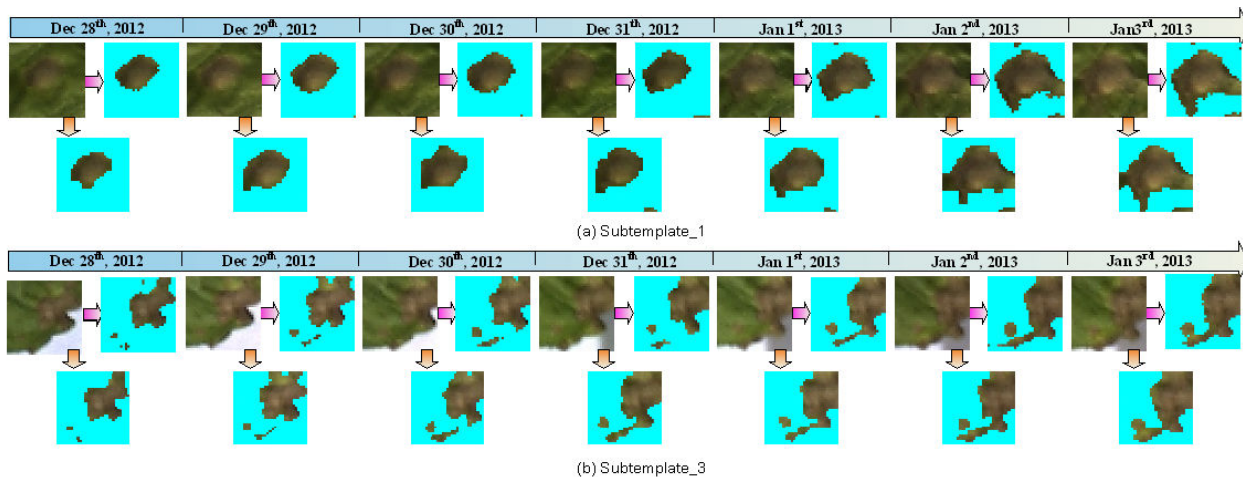 Dec 28th, 2012 Dec 29th, 2012 Dec 30th, 2012 Dec 31th, 2012 Jan 1st, 2013 Jan 2nd, 2013 Jan3rd, 2013
(a) Subtemplate_1
Dec 28th, 2012 Dec 29th, 2012 Dec 30th, 2012 Dec 31th, 2012 Jan 1st, 2013 Jan 2nd, 2013 Jan 3rd, 2013
(b) Subtemplate_3